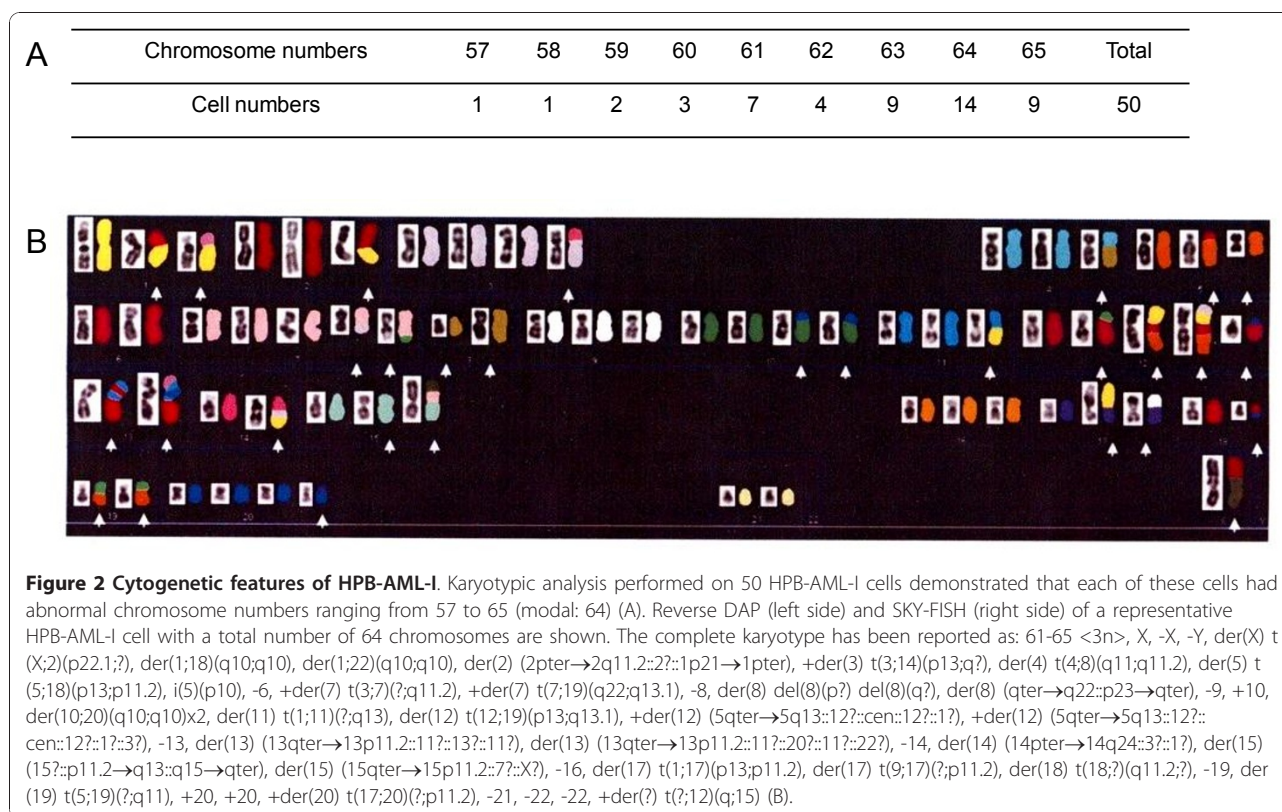 A
Chromosome numbers 57 58 59 60 61 62 63 64 65 Total
Cell numbers 1 1 2 3 7 4 9 14 9 50
B
Figure 2 Cytogenetic features of HPB-AML-I. Karyotypic analysis performed on 50 HPB-AML-I cells demonstrated that each of these cells had
abnormal chromosome numbers ranging from 57 to 65 (modal: 64) (A). Reverse DAP (left side) and SKY-FISH (right side) of a representative
HPB-AML-I cell with a total number of 64 chromosomes are shown. The complete karyotype has been reported as: 61-65 <3n>, X, -X, -Y, der(X) t
(X;2)(p22.1;?), der(1;18)(q10;q10), der(1;22)(q10;q10), der(2) (2pter→2q11.2::2?::1p21→1pter), +der(3) t(3;14)(p13;q?), der(4) t(4;8)(q11;q11.2), der(5) t
(5;18)(p13;p11.2), i(5)(p10), -6, +der(7) t(3;7)(?;q11.2), +der(7) t(7;19)(q22;q13.1), -8, der(8) del(8)(p?) del(8)(q?), der(8) (qter→q22::p23→qter), -9, +10,
der(10;20)(q10;q10)x2, der(11) t(1;11)(?;q13), der(12) t(12;19)(p13;q13.1), +der(12) (5qter→5q13::12?::cen::12?::1?), +der(12) (5qter→5q13::12?::
cen::12?::1?::3?), -13, der(13) (13qter→13p11.2::11?::13?::11?), der(13) (13qter→13p11.2::11?::20?::11?::22?), -14, der(14) (14pter→14q24::3?::1?), der(15)
(15?::p11.2→q13::q15→qter), der(15) (15qter→15p11.2::7?::X?), -16, der(17) t(1;17)(p13;p11.2), der(17) t(9;17)(?;p11.2), der(18) t(18;?)(q11.2;?), -19, der
(19) t(5;19)(?;q11), +20, +20, +der(20) t(17;20)(?;p11.2), -21, -22, -22, +der(?) t(?;12)(q;15) (B).
19 20 21 22